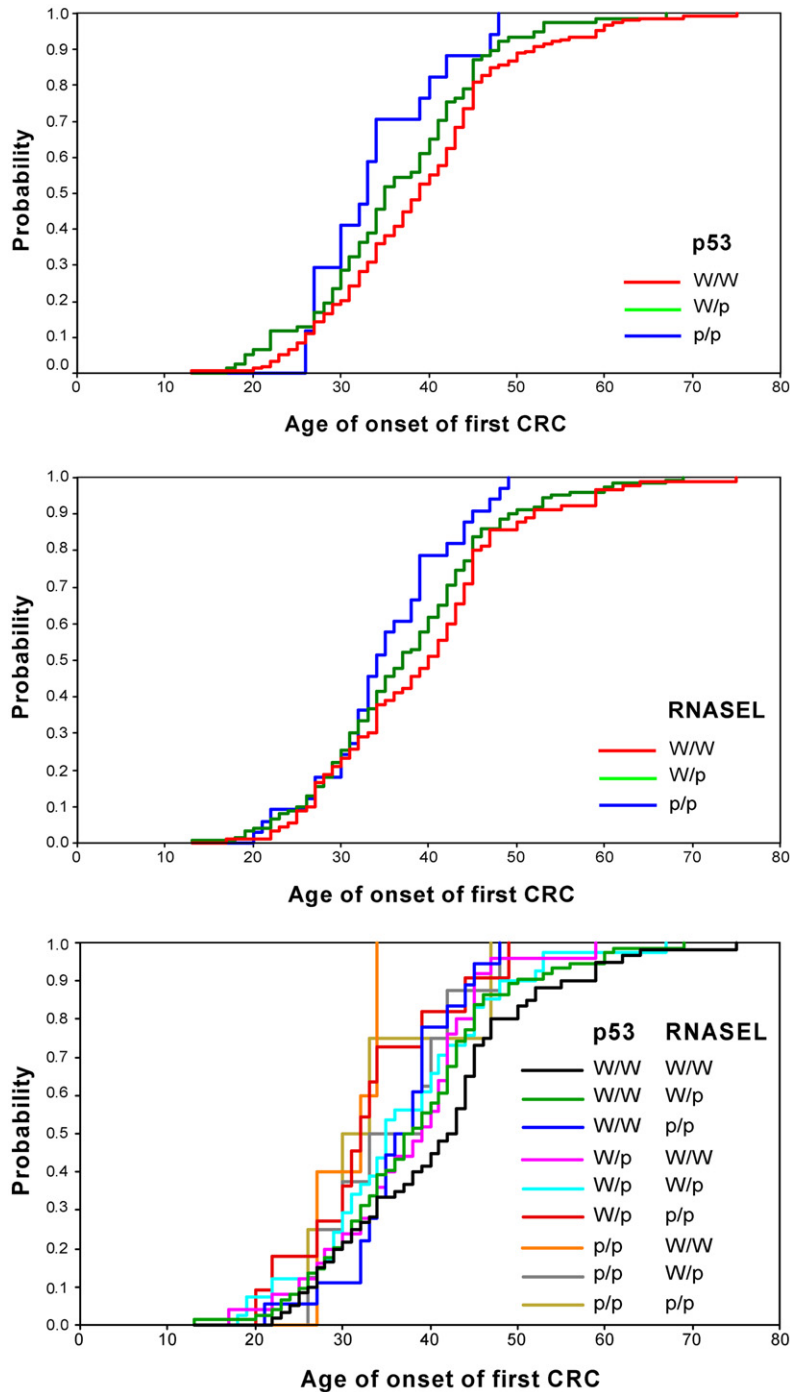 1.0
0.9
0.8
0.7
0.6
0.5
0.4
0.3
0.2
0.1
0.0
Probability
p53
W/W
W/p
p/p
0 10 20 30 40 50 60 70 80
Age of onset of first CRC
1.0
0.9
0.8
0.7
0.6
0.5
0.4
0.3
0.2
0.1
0.0
Probability
RNASEL
W/W
W/p
p/p
0 10 20 30 40 50 60 70 80
Age of onset of first CRC
1.0
0.9
0.8
0.7
0.6
0.5
0.4
0.3
0.2
0.1
0.0
Probability
p53 RNASEL
W/W W/W
W/W W/p
W/W p/p
W/p W/W
W/p W/p
W/p p/p
p/p W/W
p/p W/p
p/p p/p
0 10 20 30 40 50 60 70 80
Age of onset of first CRC